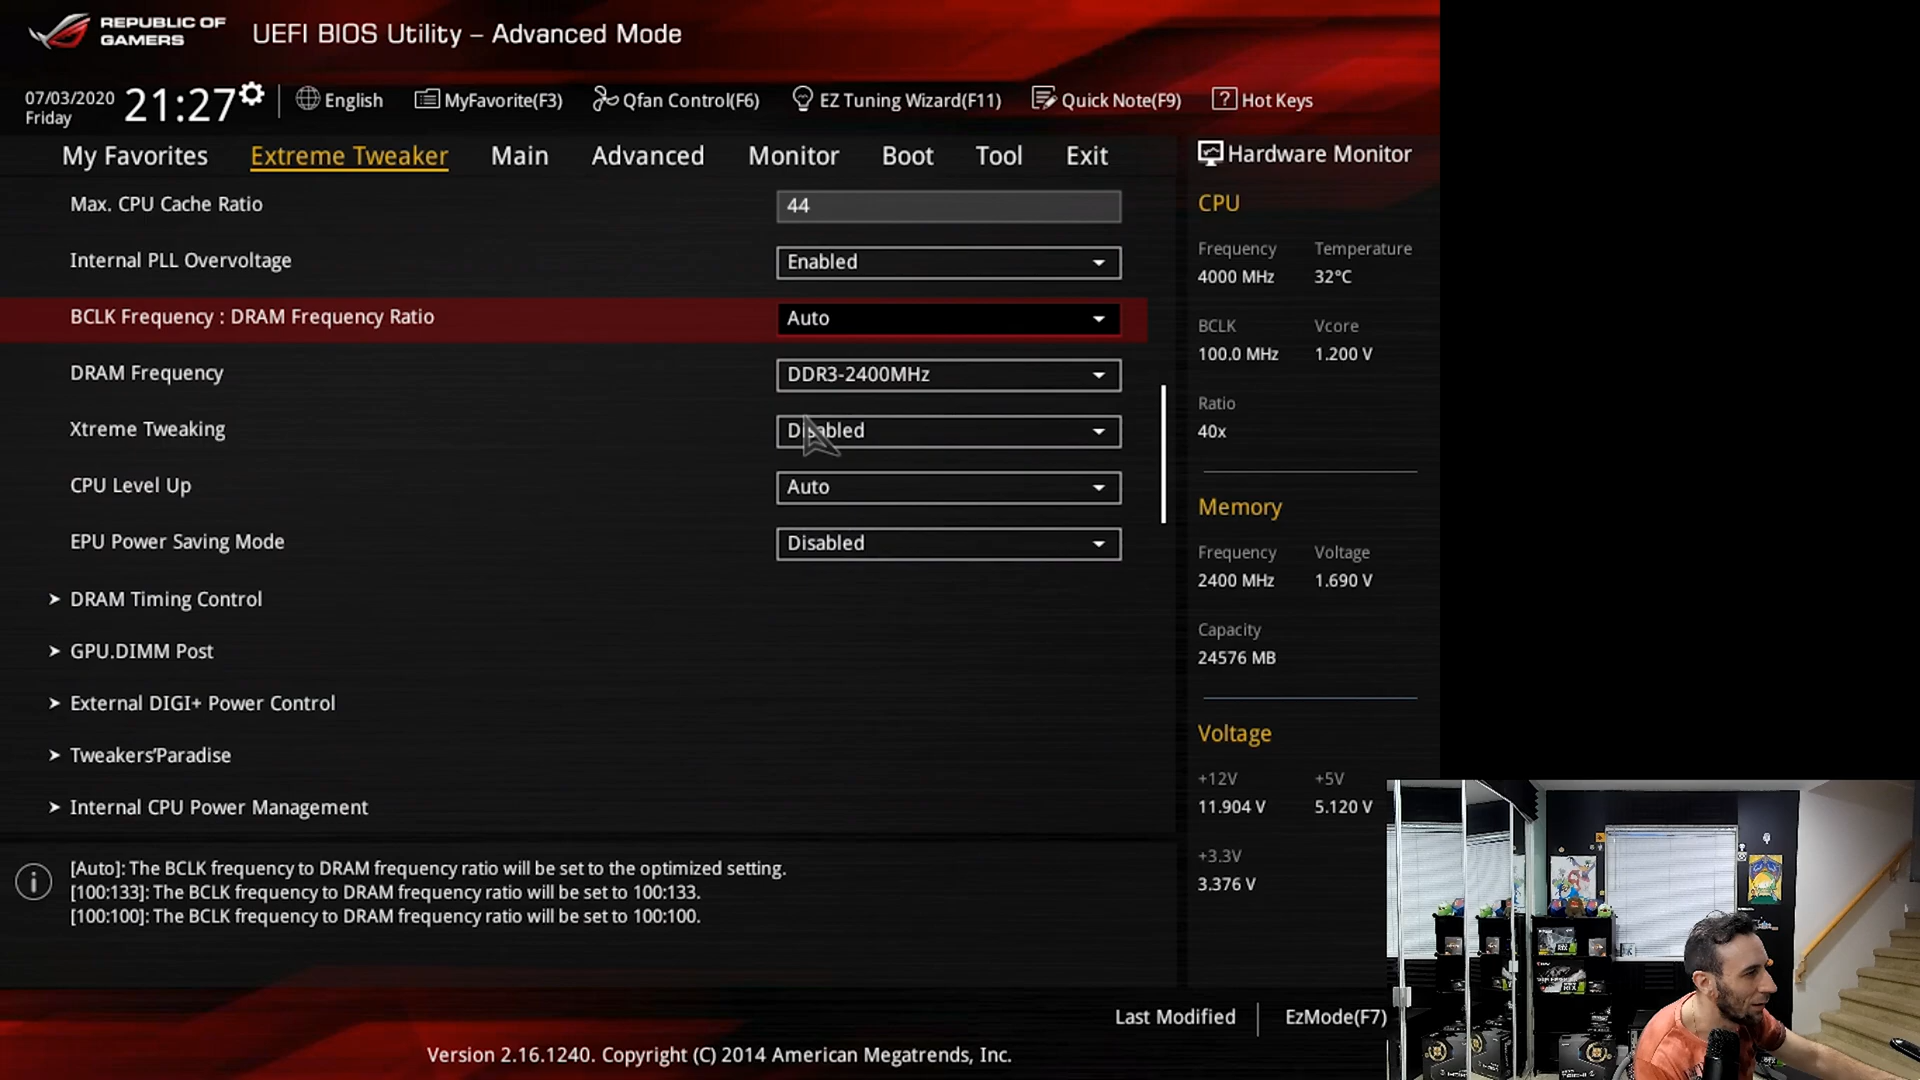 REPUBLIC OF
GAMERS
UEFI BIOS Utility – Advanced Mode
07/03/2020
Friday
21:27
English
MyFavorite(F3)
Qfan Control(F6)
EZ Tuning Wizard(F11)
Quick Note(F9)
? Hot Keys
My Favorites
Extreme Tweaker
Main
Advanced
Monitor
Boot
Tool
Exit
Hardware Monitor
Max. CPU Cache Ratio
44
Internal PLL Overvoltage
Enabled
BCLK Frequency : DRAM Frequency Ratio
Auto
DRAM Frequency
DDR3-2400MHz
Xtreme Tweaking
Disabled
CPU Level Up
Auto
EPU Power Saving Mode
Disabled
DRAM Timing Control
GPU.DIMM Post
External DIGI+ Power Control
Tweakers'Paradise
Internal CPU Power Management
CPU
Frequency Temperature
4000 MHz 32°C
BCLK Vcore
100.0 MHz 1.200 V
Ratio
40x
Memory
Frequency Voltage
2400 MHz 1.690 V
Capacity
24576 MB
Voltage
+12V +5V
11.904 V 5.120 V
+3.3V
3.376 V
[Auto]: The BCLK frequency to DRAM frequency ratio will be set to the optimized setting.
[100:133]: The BCLK frequency to DRAM frequency ratio will be set to 100:133.
[100:100]: The BCLK frequency to DRAM frequency ratio will be set to 100:100.
Last Modified
EzMode(F7)
Version 2.16.1240. Copyright (C) 2014 American Megatrends, Inc.